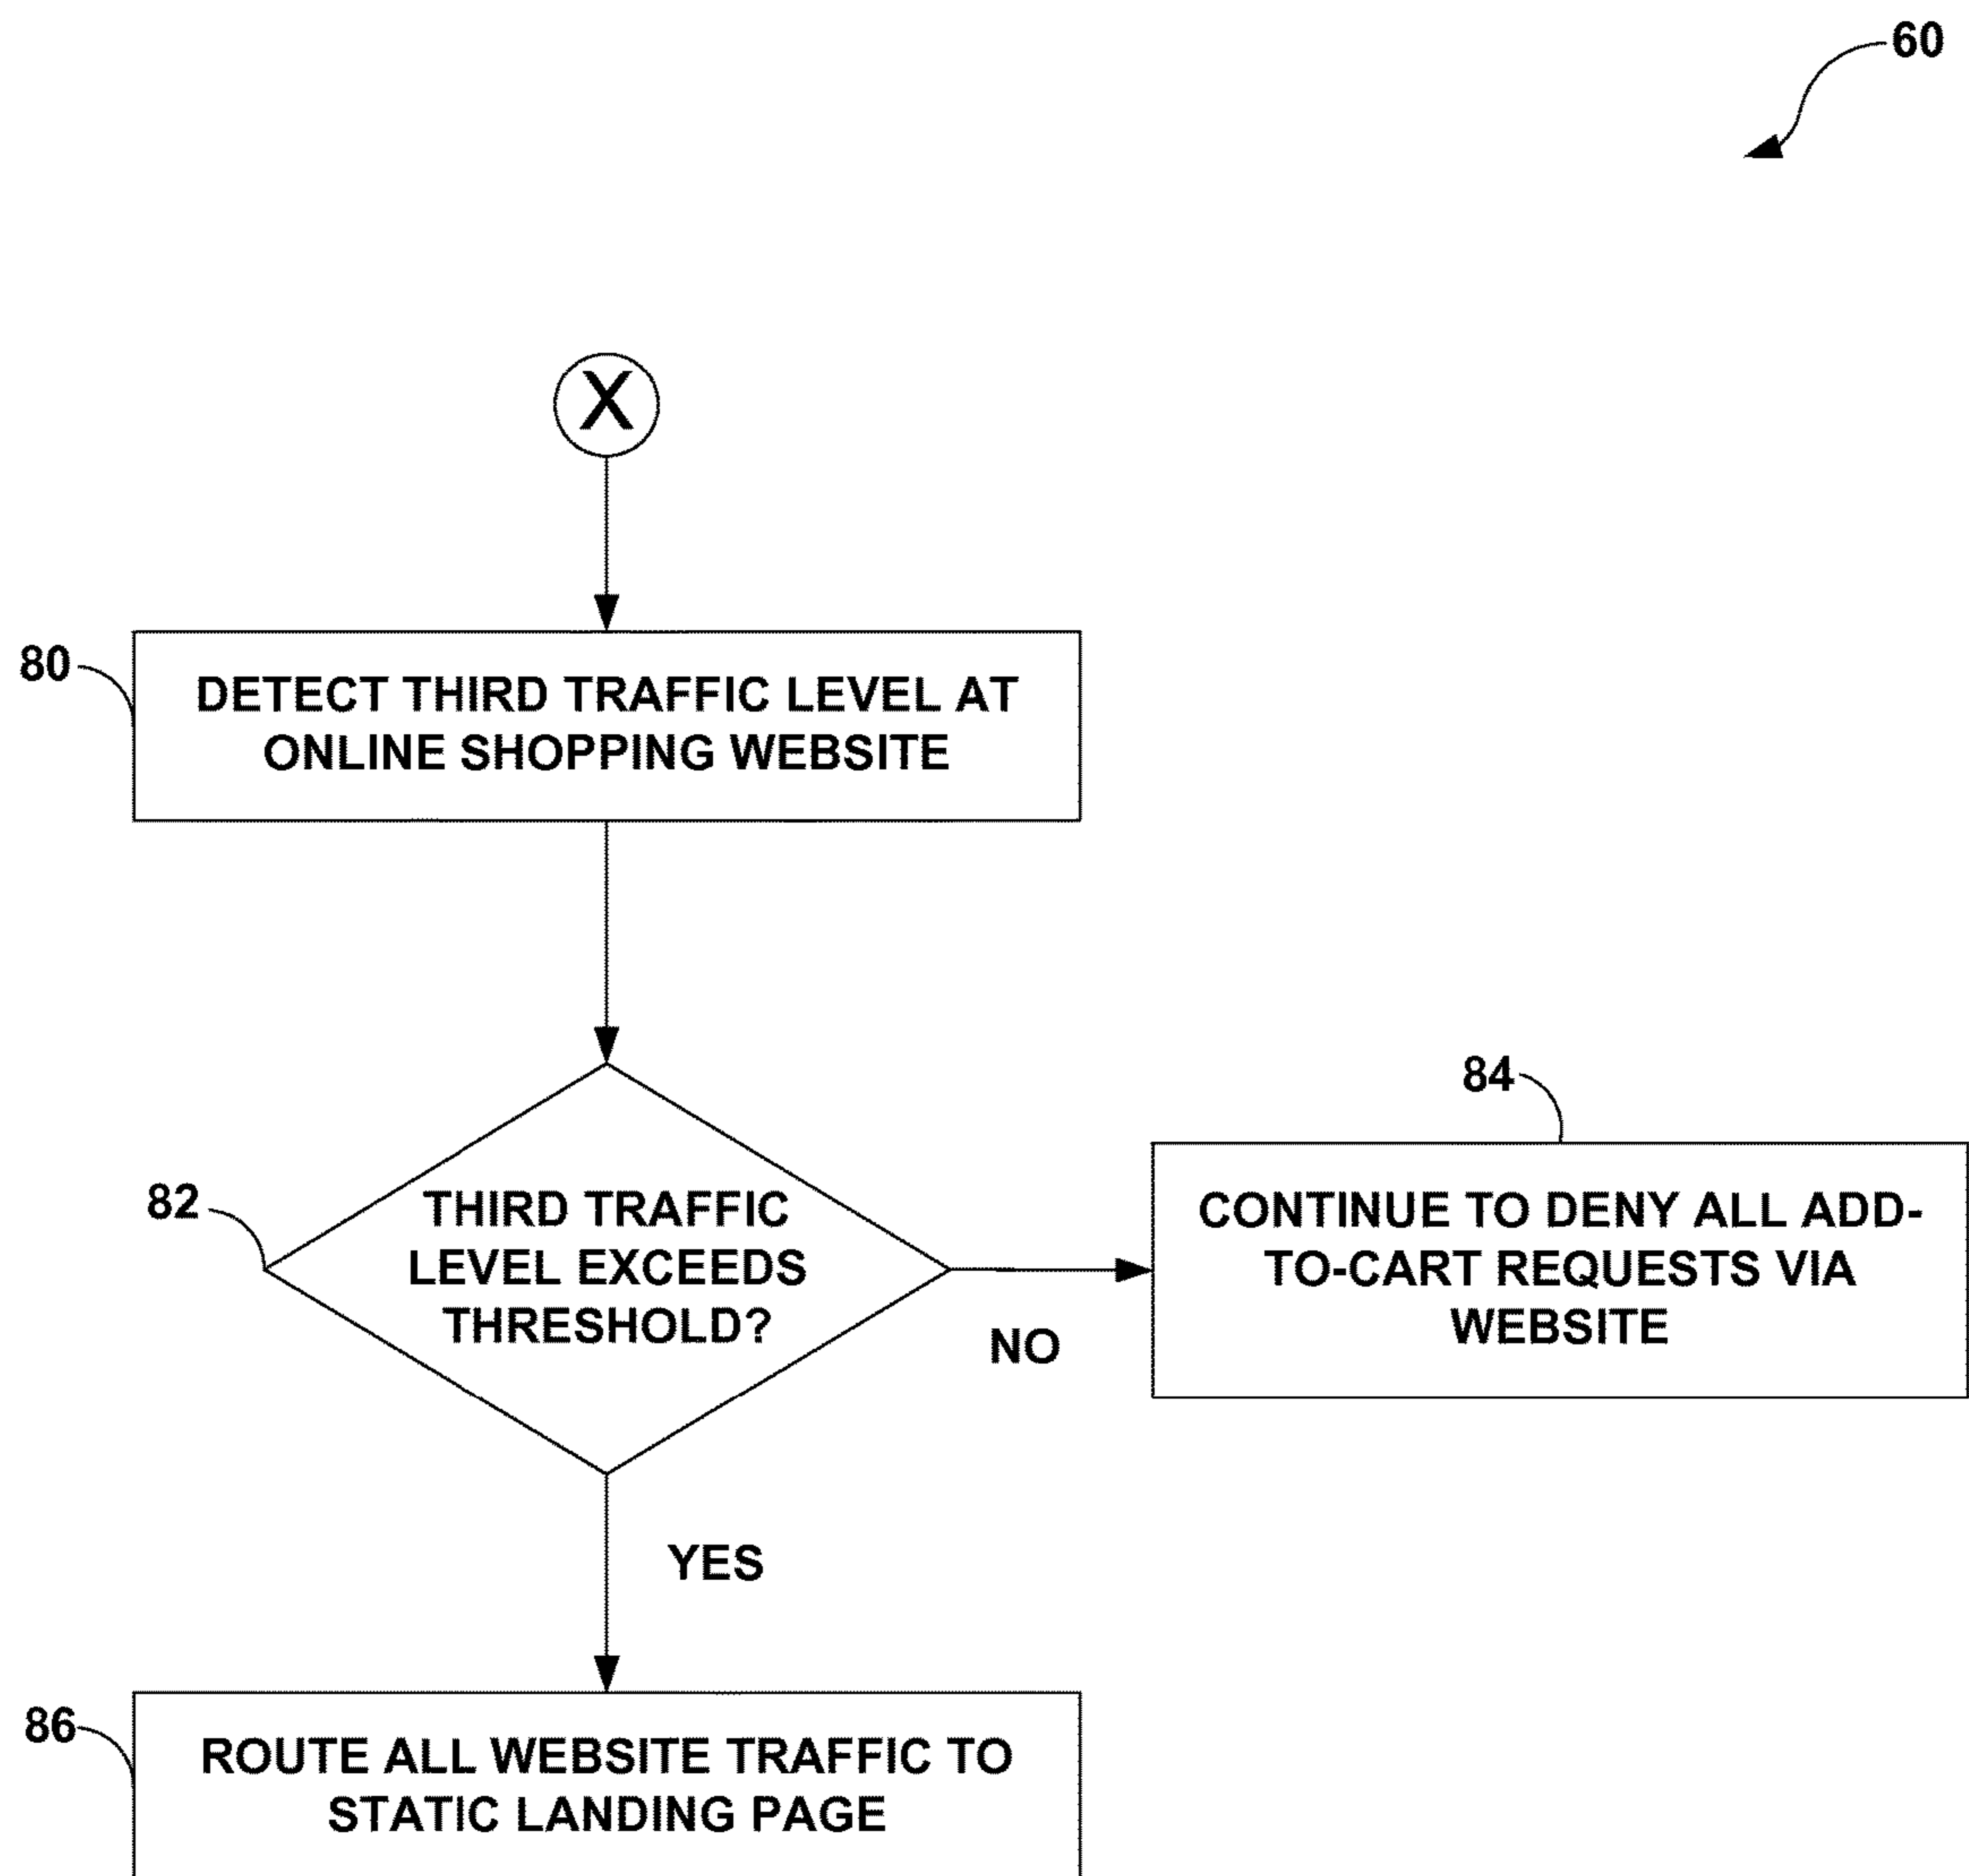 60
X
80
DETECT THIRD TRAFFIC LEVEL AT
ONLINE SHOPPING WEBSITE
82
THIRD TRAFFIC
LEVEL EXCEEDS
THRESHOLD?
NO
84
CONTINUE TO DENY ALL ADD-
TO-CART REQUESTS VIA
WEBSITE
YES
86
ROUTE ALL WEBSITE TRAFFIC TO
STATIC LANDING PAGE